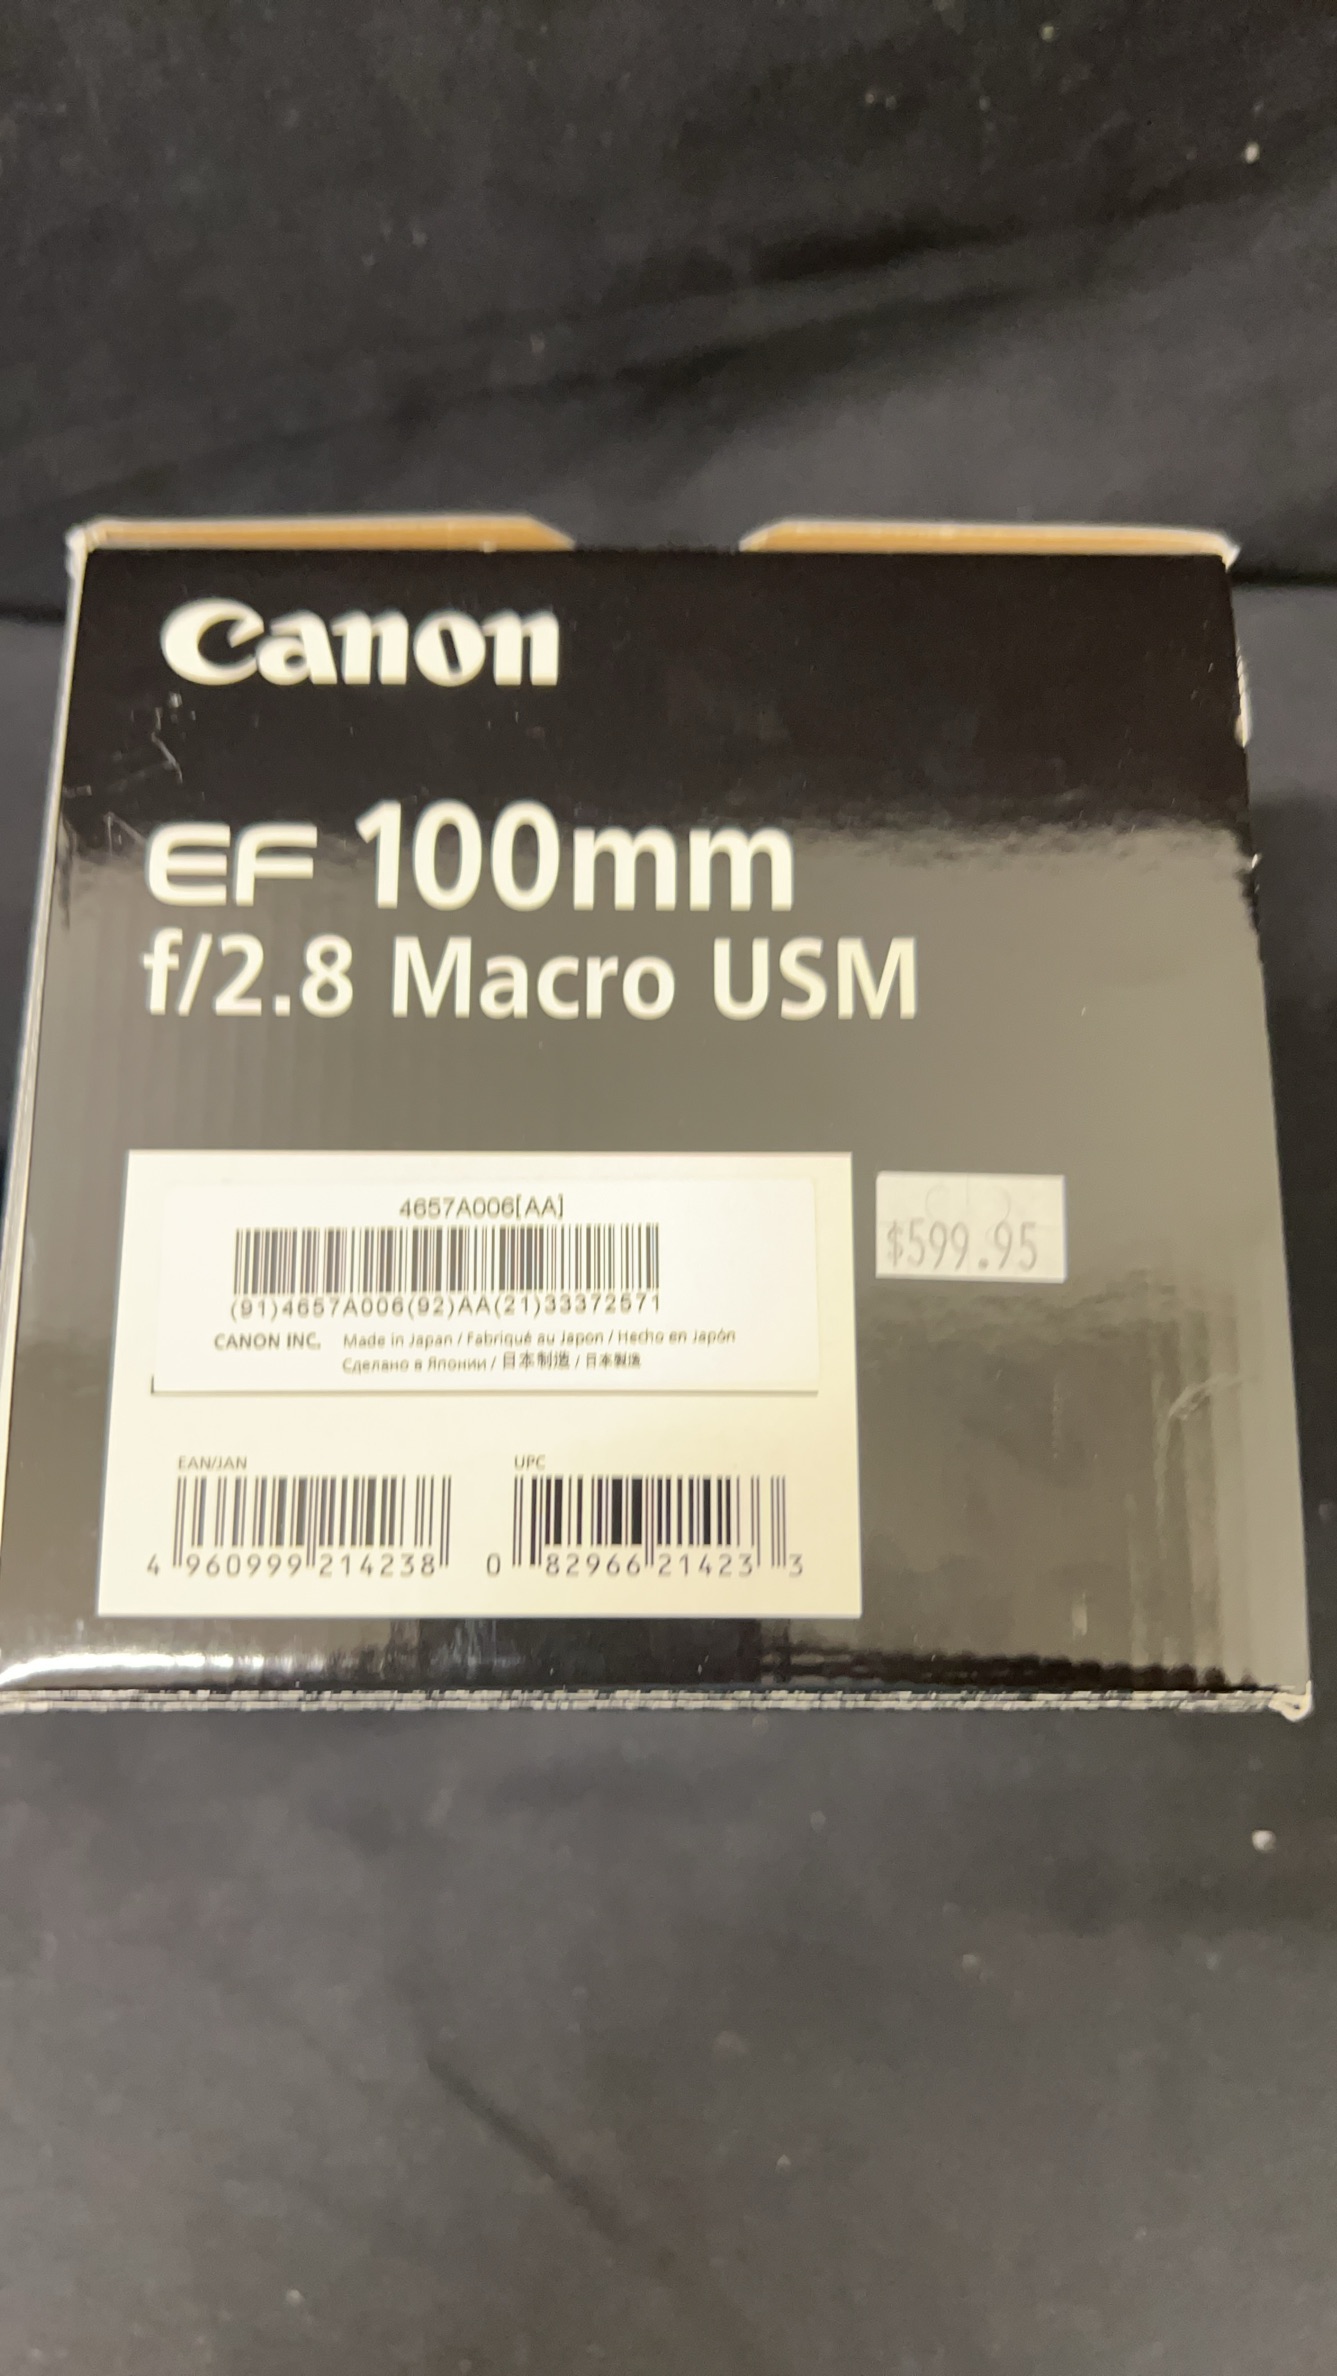 Canon
EF 100mm
f/2.8 Macro USM
4657A006[AA]
(91)4657A006(92)AA(21)33372571
CANON INC. Made in Japan / Fabriqué au Japon / Hecho en Japón
Сделано в Японии / 日本制造 / 日本製造
$599.95
EAN/JAN
4 960999 214238
UPC
0 82966 21423 3